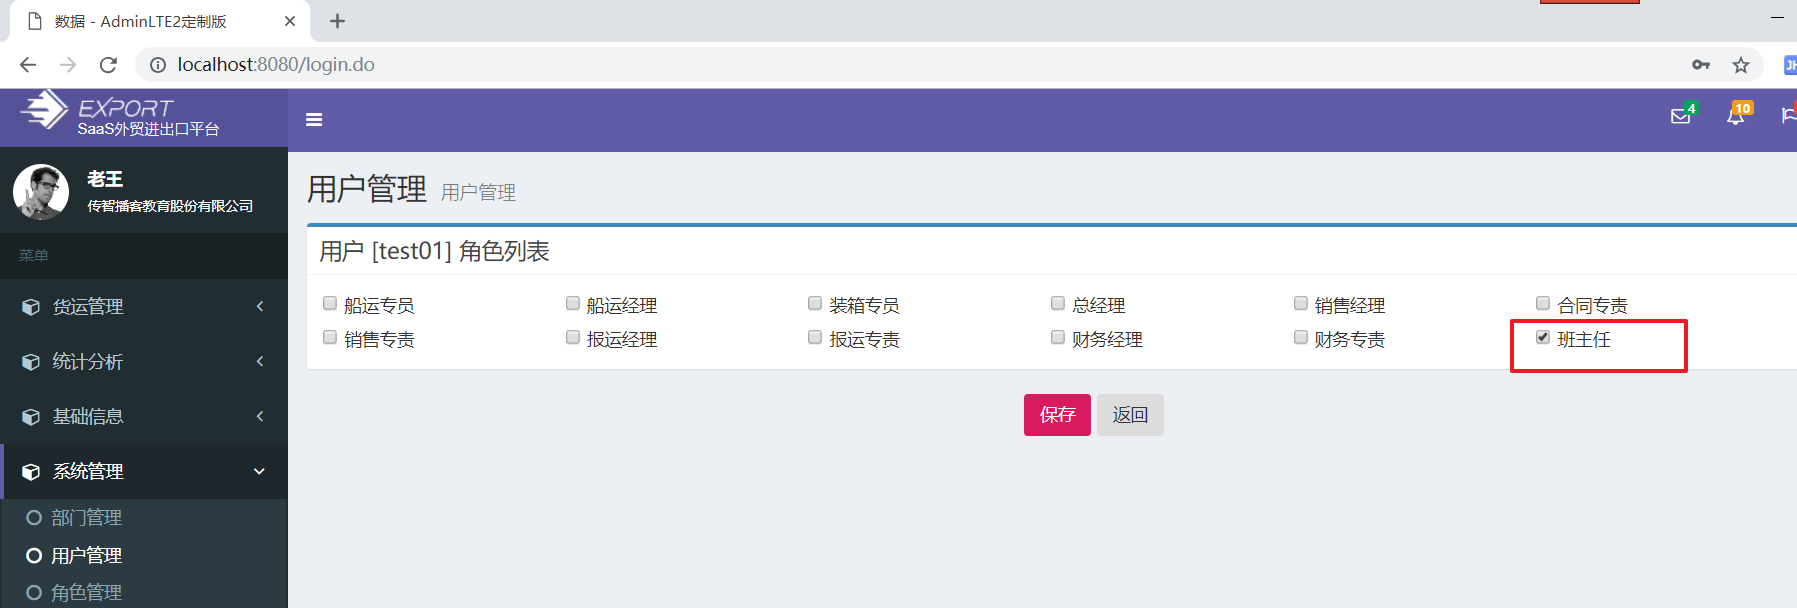 数据 - AdminLTE2定制版
localhost:8080/login.do
EXPORT
SaaS外贸进出口平台
4
10
老王
传智播客教育股份有限公司
菜单
货运管理
统计分析
基础信息
系统管理
部门管理
用户管理
角色管理
用户管理 用户管理
用户 [test01] 角色列表
船运专员 船运经理 装箱专员 总经理 销售经理 合同专责
销售专责 报运经理 报运专责 财务经理 财务专责 班主任
保存 返回